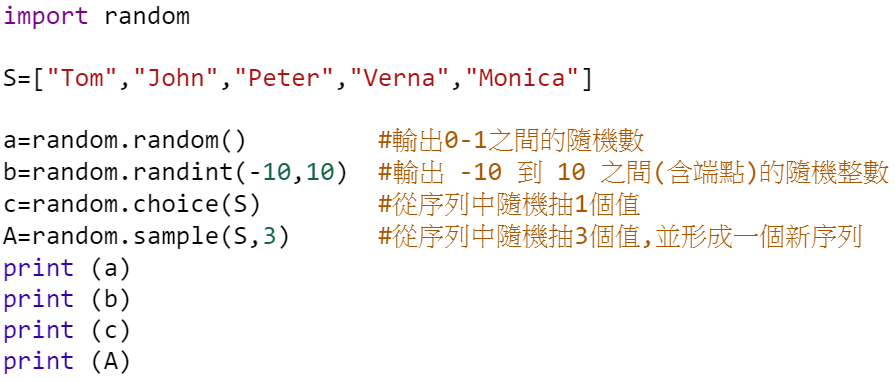 import random
S=["Tom","John","Peter","Verna","Monica"]
a=random.random() #輸出0-1之間的隨機數
b=random.randint(-10,10) #輸出 -10 到 10 之間(含端點)的隨機整數
c=random.choice(S) #從序列中隨機抽1個值
A=random.sample(S,3) #從序列中隨機抽3個值,並形成一個新序列
print (a)
print (b)
print (c)
print (A)